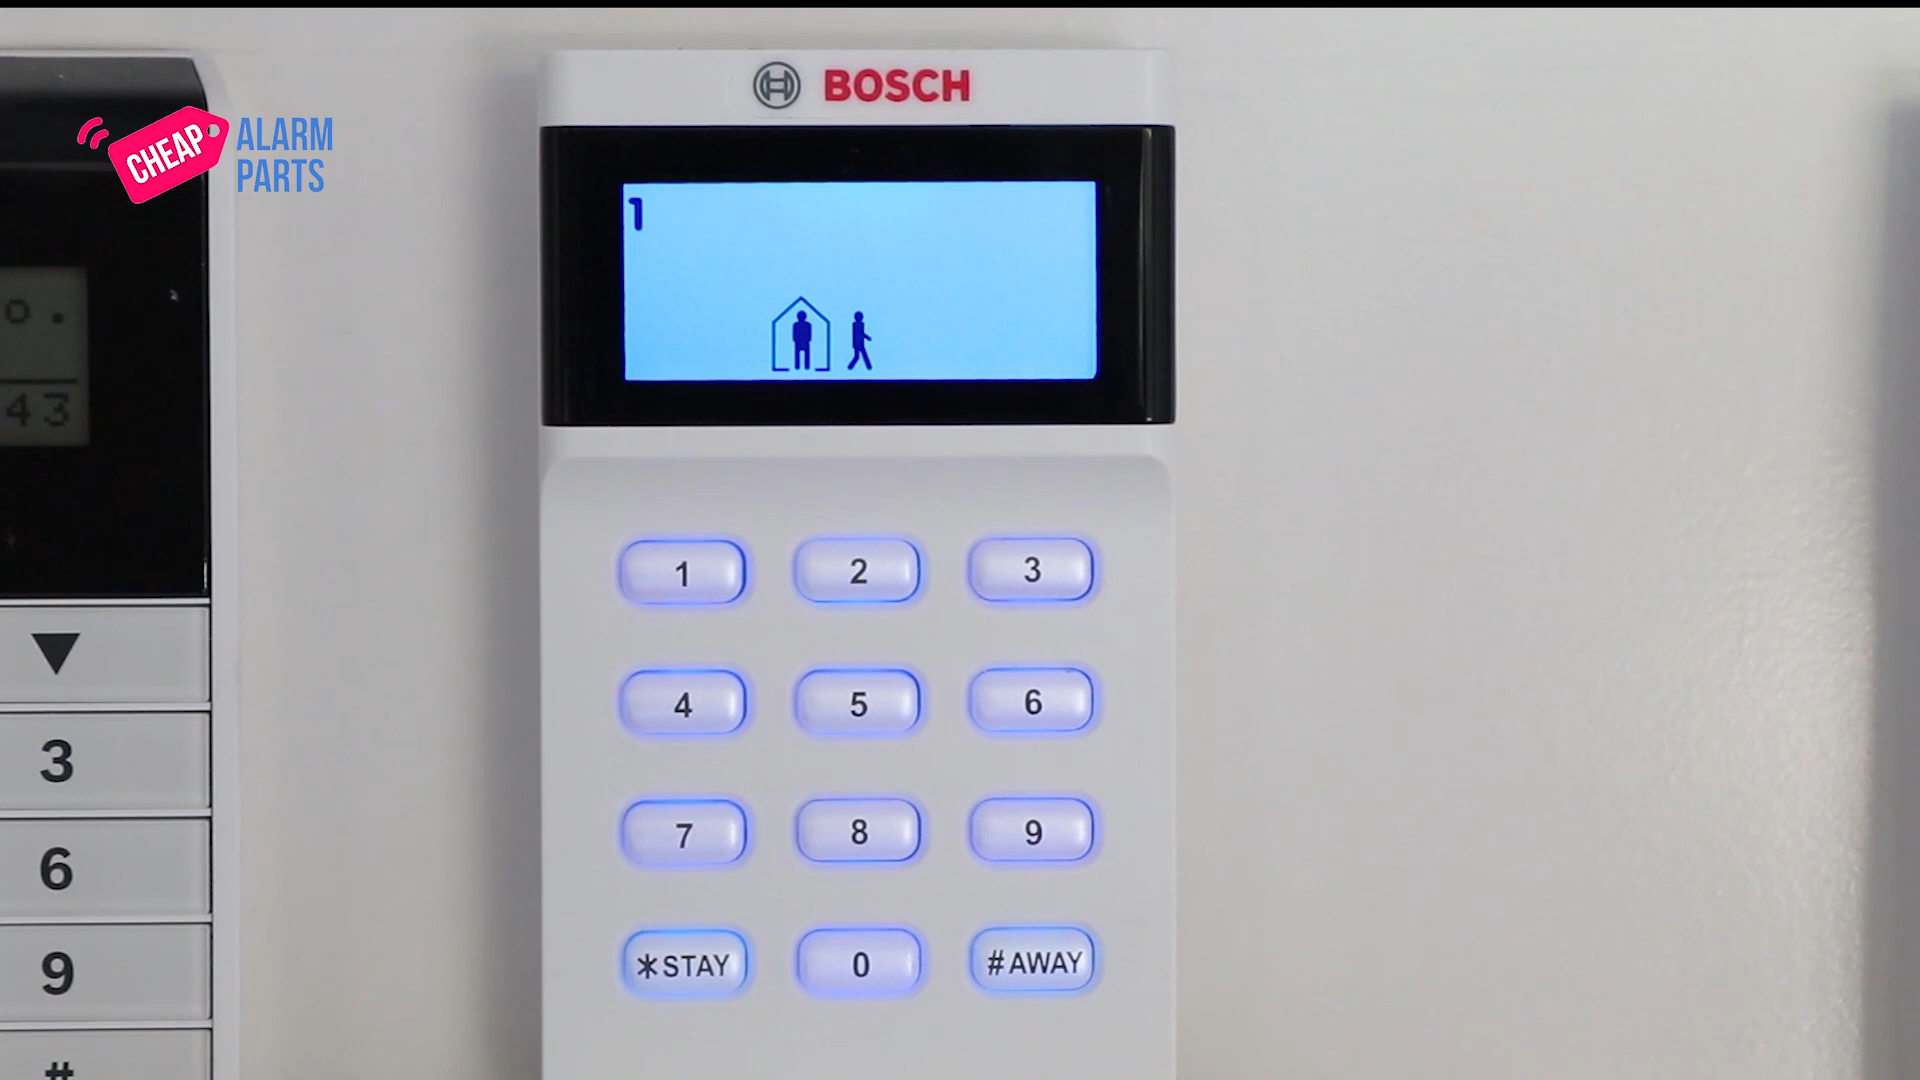 CHEAP
ALARM
PARTS
BOSCH
1
o.
43
1 2 3
4 5 6
7 8 9
*STAY 0 #AWAY
▼
3
6
9
#